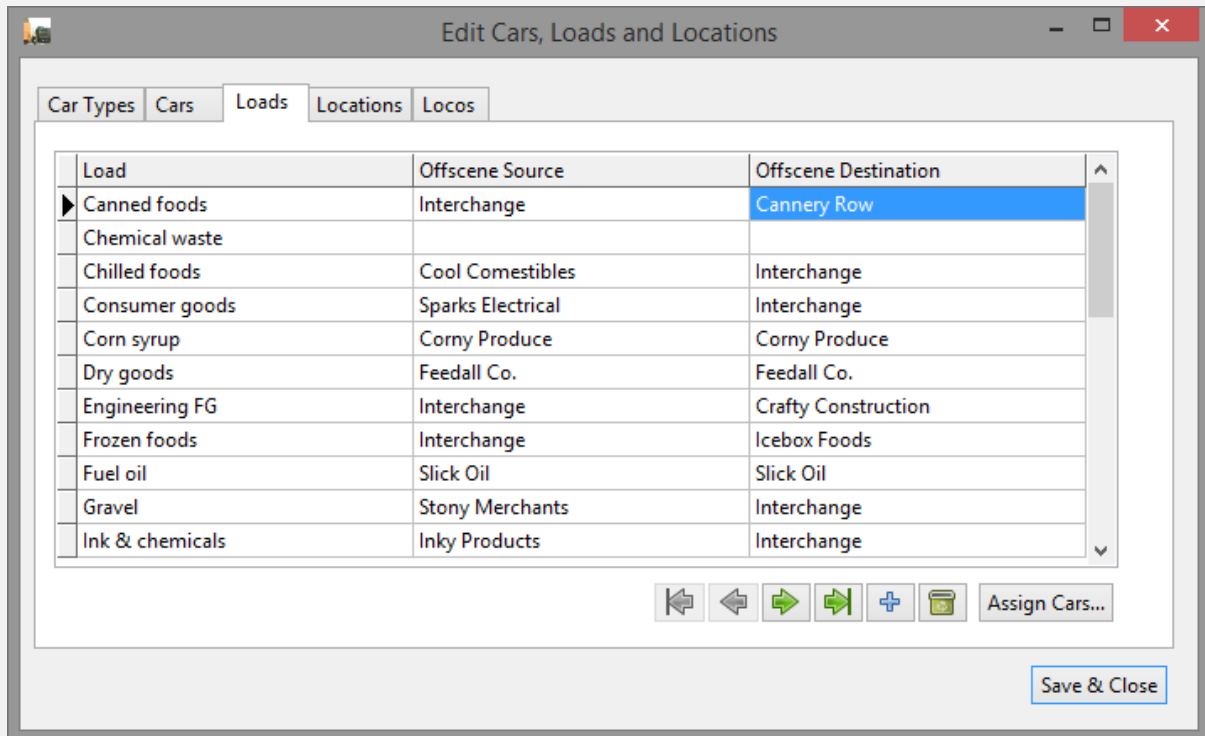 Edit Cars, Loads and Locations
Car Types Cars Loads Locations Locos
Load Offscene Source Offscene Destination
Canned foods Interchange Cannery Row
Chemical waste
Chilled foods Cool Comestibles Interchange
Consumer goods Sparks Electrical Interchange
Corn syrup Corny Produce Corny Produce
Dry goods Feedall Co. Feedall Co.
Engineering FG Interchange Crafty Construction
Frozen foods Interchange Icebox Foods
Fuel oil Slick Oil Slick Oil
Gravel Stony Merchants Interchange
Ink & chemicals Inky Products Interchange
Assign Cars...
Save & Close